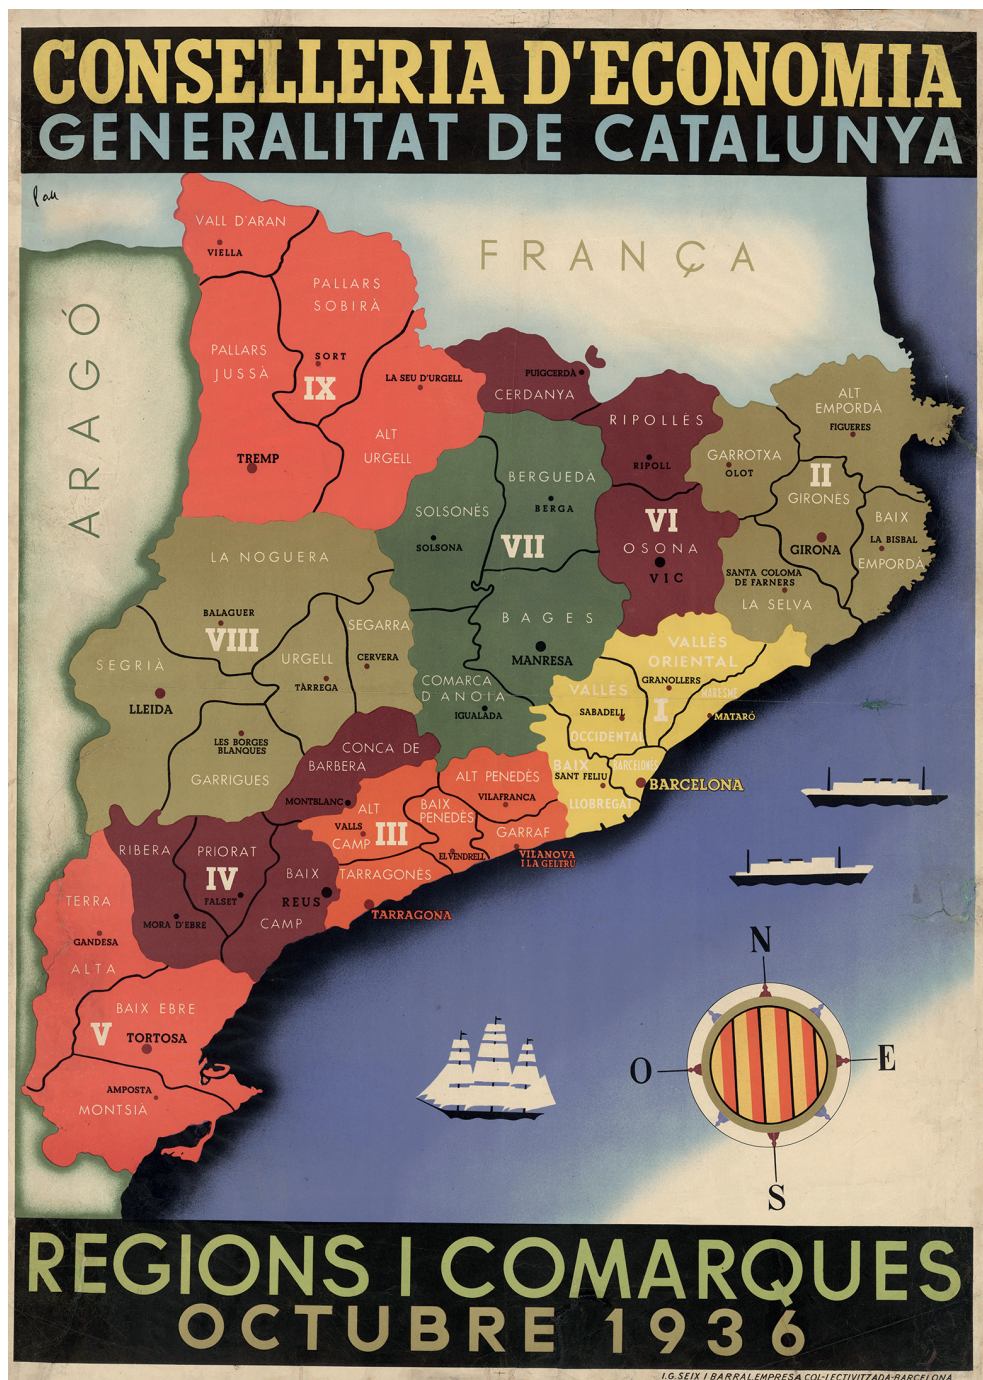 CONSELLERIA D'ECONOMIA
GENERALITAT DE CATALUNYA
FRANÇA
ARAGÓ
VALL D'ARAN
VIELLA
PALLARS
SOBIRÀ
PALLARS
JUSSÀ
SORT
IX
LA SEU D'URGELL
ALT
URGELL
TREMP
PUIGCERDÀ
CERDANYA
RIPOLLÈS
RIPOLL
VI
OSONA
VIC
ALT
EMPORDÀ
FIGUERES
GARROTXA
OLOT
II
GIRONÈS
GIRONA
BAIX
LA BISBAL
EMPORDÀ
SANTA COLOMA
DE FARNERS
LA SELVA
BERGUEDÀ
BERGA
SOLSONÈS
SOLSONA
VII
BAGES
MANRESA
COMARCA
D'ANOIA
IGUALADA
LA NOGUERA
BALAGUER
VIII
SEGRIÀ
LLEIDA
URGELL
TÀRREGA
SEGARRA
CERVERA
LES BORGES
BLANQUES
GARRIGUES
VALLÈS
ORIENTAL
GRANOLLERS
VALLÈS
SABADELL
OCCIDENTAL
I
MARESME
MATARÓ
BAIX
SANT FELIU
LLOBREGAT
BARCELONÈS
BARCELONA
CONCA DE
BARBERÀ
MONTBLANC
ALT
VALLS
CAMP
III
ALT PENEDÈS
VILAFRANCA
BAIX
PENEDÈS
EL VENDRELL
GARRAF
VILANOVA
I LA GELTRÚ
TARRAGONÈS
TARRAGONA
RIBERA
MORA D'EBRE
PRIORAT
IV
FALSET
BAIX
REUS
CAMP
TERRA
GANDESA
ALTA
BAIX EBRE
V
TORTOSA
AMPOSTA
MONTSIÀ
N
O
E
S
REGIONS I COMARQUES
OCTUBRE 1936
I.G. SEIX I BARRAL. EMPRESA COL·LECTIVITZADA-BARCELONA